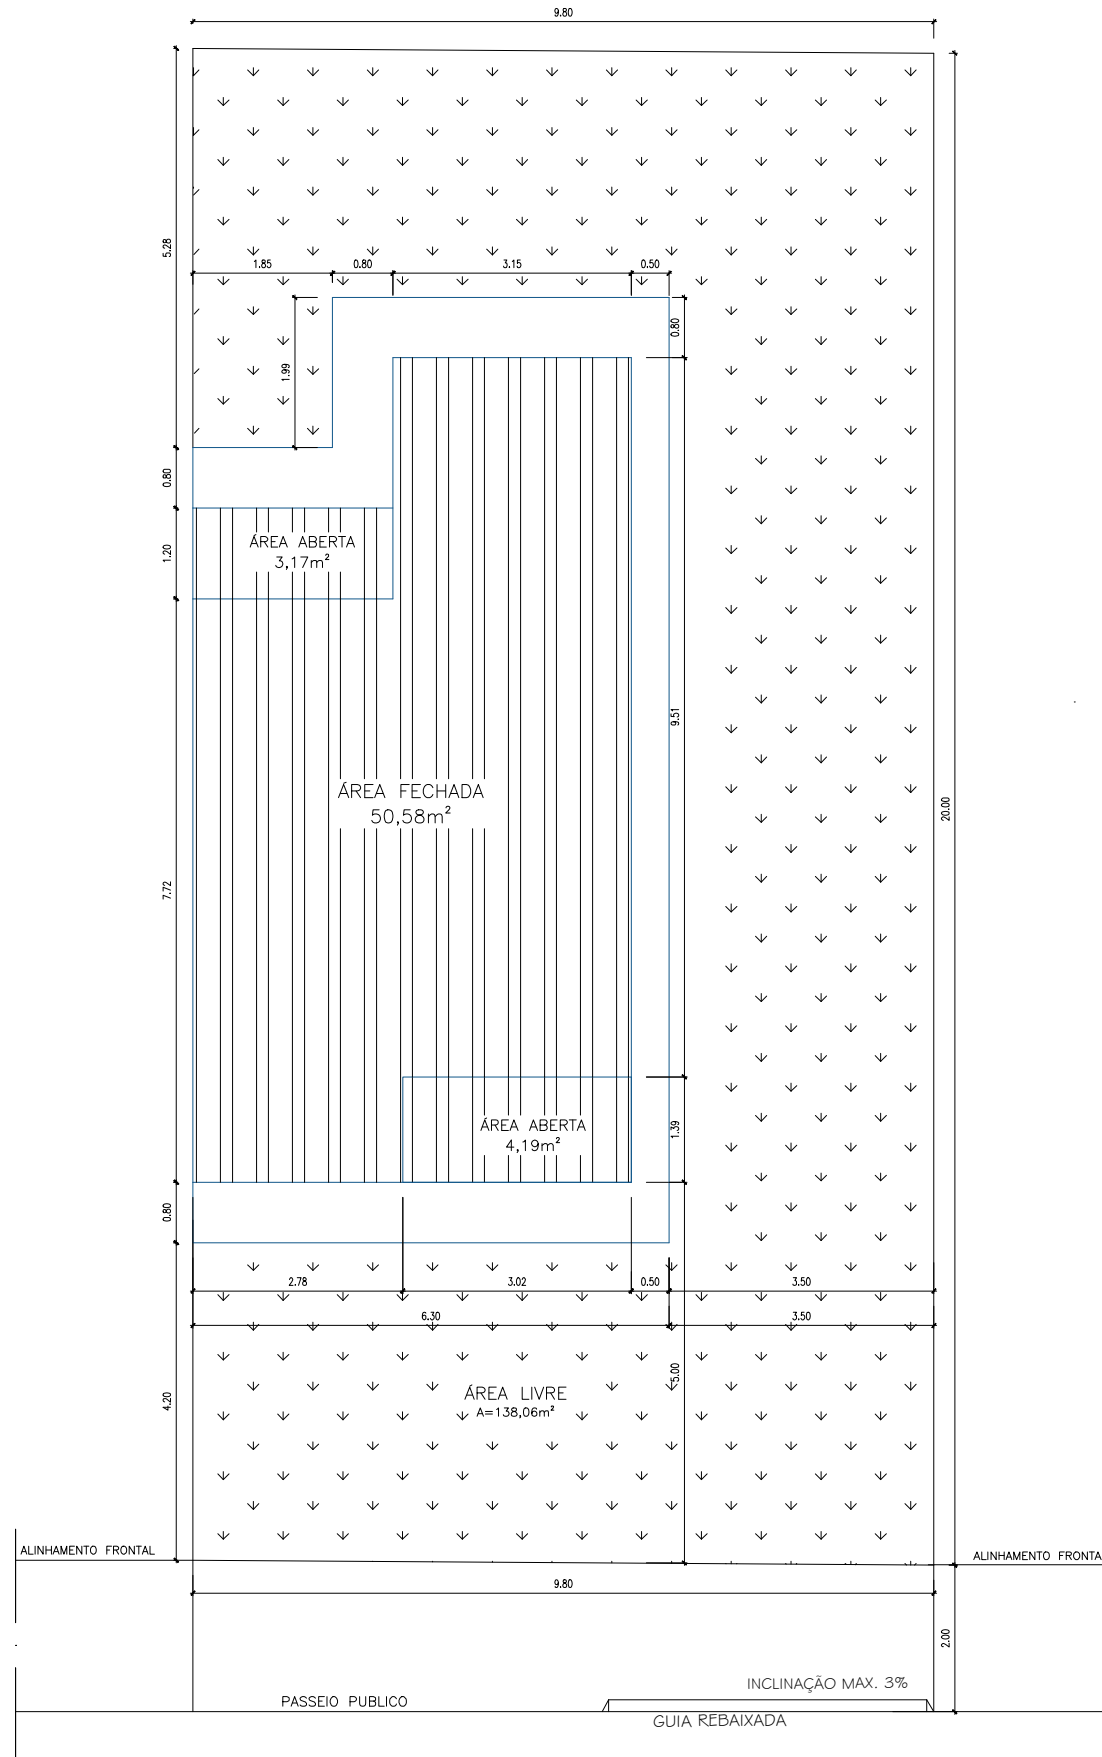 9.80
1.85
0.80
3.15
0.50
5.28
0.80
1.99
0.80
1.20
ÁREA ABERTA
3,17m²
9.51
ÁREA FECHADA
50,58m²
20.00
7.72
ÁREA ABERTA
4,19m²
1.39
0.80
2.78
3.02
0.50
3.50
6.30
3.50
5.00
4.20
ÁREA LIVRE
A=138,06m²
ALINHAMENTO FRONTAL
ALINHAMENTO FRONTA
9.80
2.00
INCLINAÇÃO MAX. 3%
PASSEIO PUBLICO
GUIA REBAIXADA